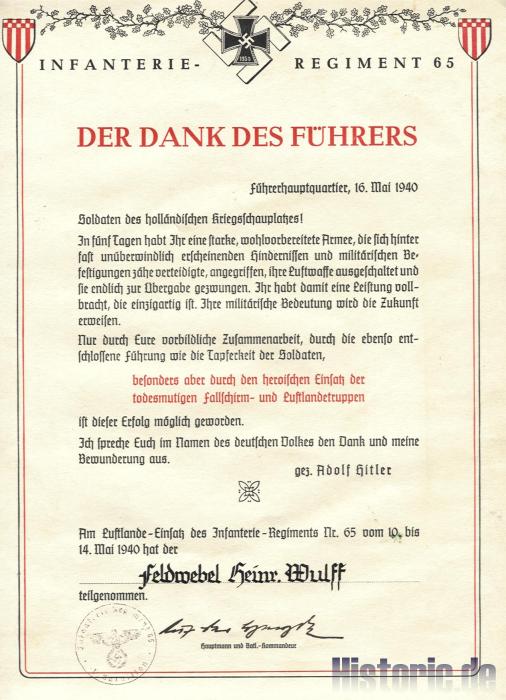 INFANTERIE- REGIMENT 65
DER DANK DES FÜHRERS
Führerhauptquartier, 16. Mai 1940
Soldaten des holländischen Kriegsschauplatzes!
In fünf Tagen habt Ihr eine starke, wohlvorbereitete Armee, die sich hinter
fast unüberwindlich erscheinenden Hindernissen und militärischen Be-
festigungen zähe verteidigte, angegriffen, ihre Luftwaffe ausgeschaltet und
sie endlich zur Übergabe gezwungen. Ihr habt damit eine Leistung voll-
bracht, die einzigartig ist. Ihre militärische Bedeutung wird die Zukunft
erweisen.
Nur durch Eure vorbildliche Zusammenarbeit, durch die ebenso ent-
schlossene Führung wie die Tapferkeit der Soldaten,
besonders aber durch den heroischen Einsatz der
todesmutigen Fallschirm- und Luftlandetruppen
ist dieser Erfolg möglich geworden.
Ich spreche Euch im Namen des deutschen Volkes den Dank und meine
Bewunderung aus.
gez. Adolf Hitler
Am Luftlande-Einsatz des Infanterie-Regiments Nr. 65 vom 10. bis
14. Mai 1940 hat der
Feldwebel Heinr. Wulff
teilgenommen.
Hauptmann und Batl.-Kommandeur
Historic.de